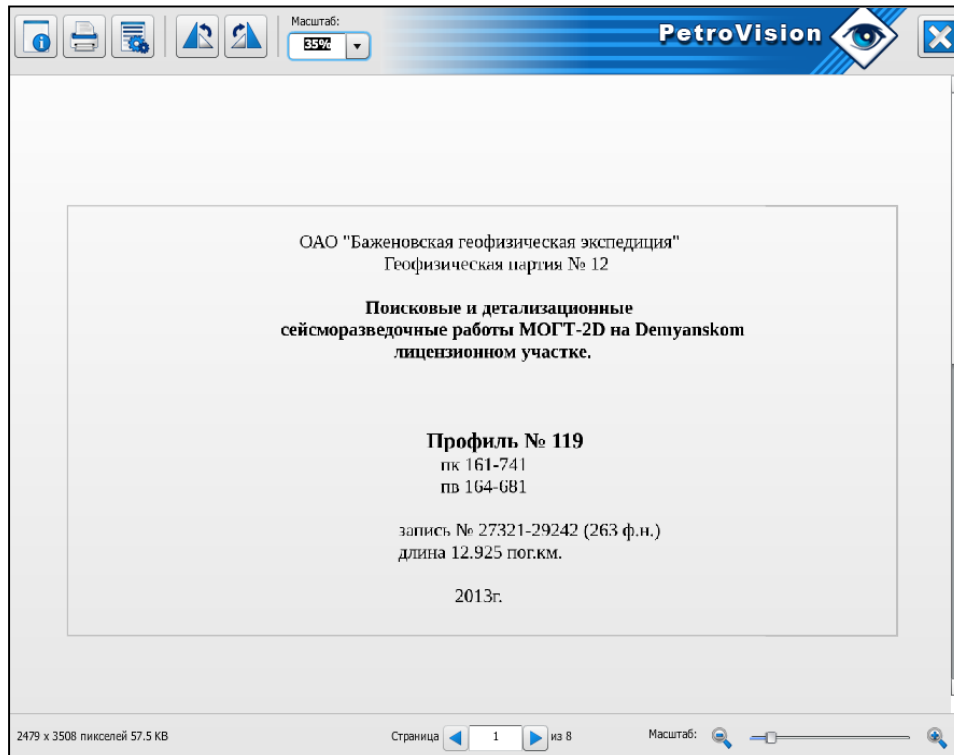 Масштаб:
35%
PetroVision
ОАО "Баженовская геофизическая экспедиция"
Геофизическая партия № 12
Поисковые и детализационные
сейсморазведочные работы МОГТ-2D на Demyanskom
лицензионном участке.
Профиль № 119
пк 161-741
пв 164-681
запись № 27321-29242 (263 ф.н.)
длина 12.925 пог.км.
2013г.
2479 x 3508 пикселей 57.5 KB
Страница 1 из 8
Масштаб: